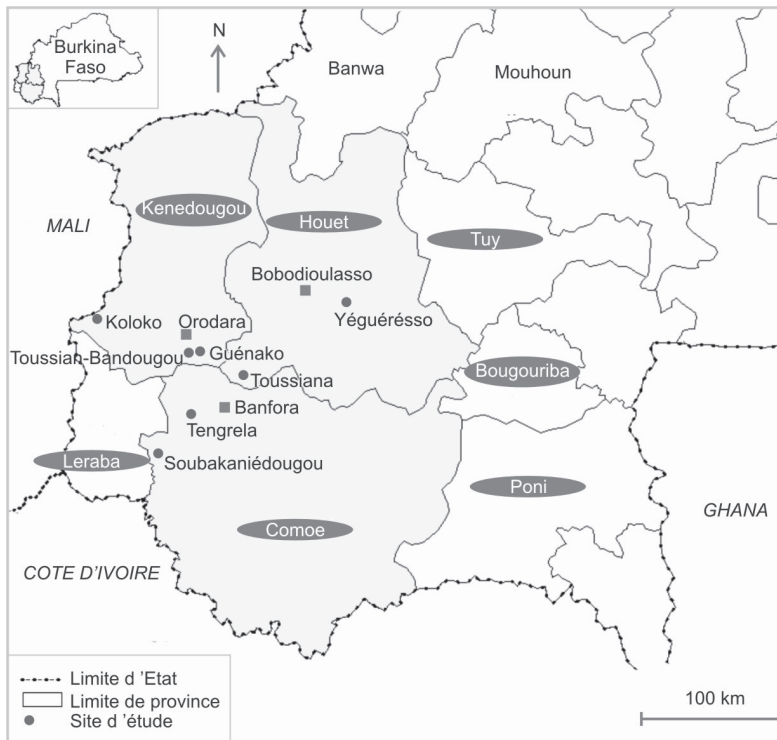 Burkina
Faso
N
Banwa
Mouhoun
MALI
Kenedougou
Houet
Tuy
Bobodioulasso
Yéguérésso
Koloko
Orodara
Toussian-Bandougou
Guénako
Toussiana
Bougouriba
Banfora
Tengrela
Leraba
Soubakaniédougou
Poni
Comoe
GHANA
COTE D'IVOIRE
Limite d 'Etat
Limite de province
Site d 'étude
100 km